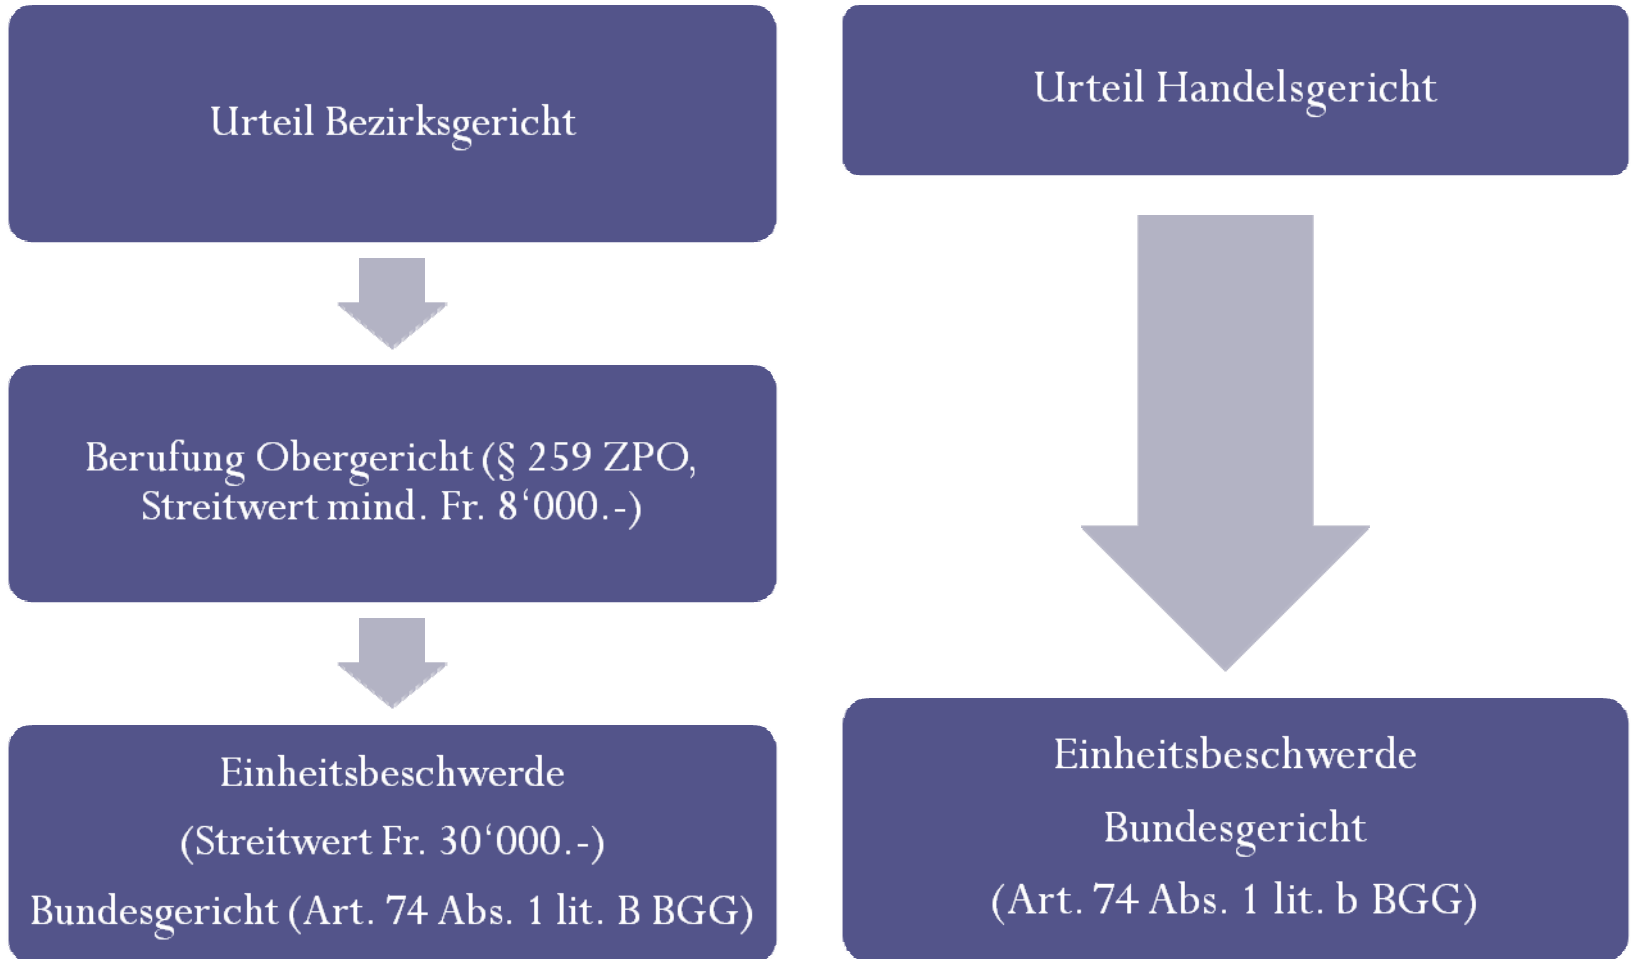 Urteil Bezirksgericht
Berufung Obergericht (§ 259 ZPO,
Streitwert mind. Fr. 8‘000.-)
Einheitsbeschwerde
(Streitwert Fr. 30‘000.-)
Bundesgericht (Art. 74 Abs. 1 lit. B BGG)
Urteil Handelsgericht
Einheitsbeschwerde
Bundesgericht
(Art. 74 Abs. 1 lit. b BGG)